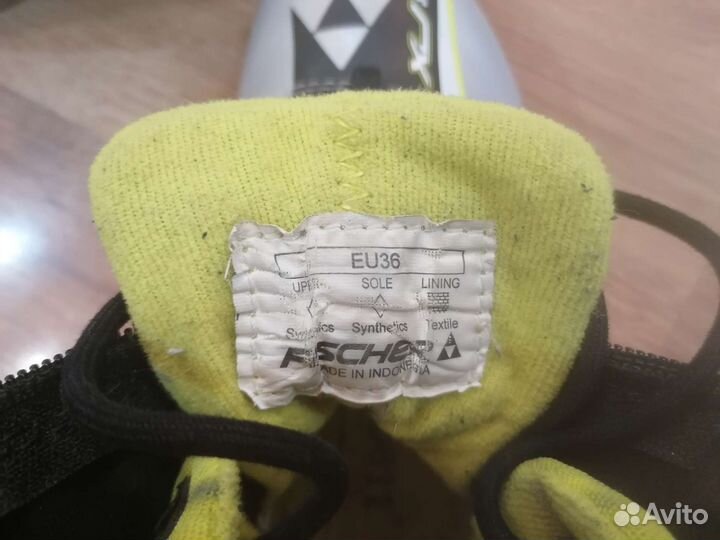 EU36
UPPER SOLE LINING
Synthetics Synthetics Textile
FISCHER
MADE IN INDONESIA
Avito